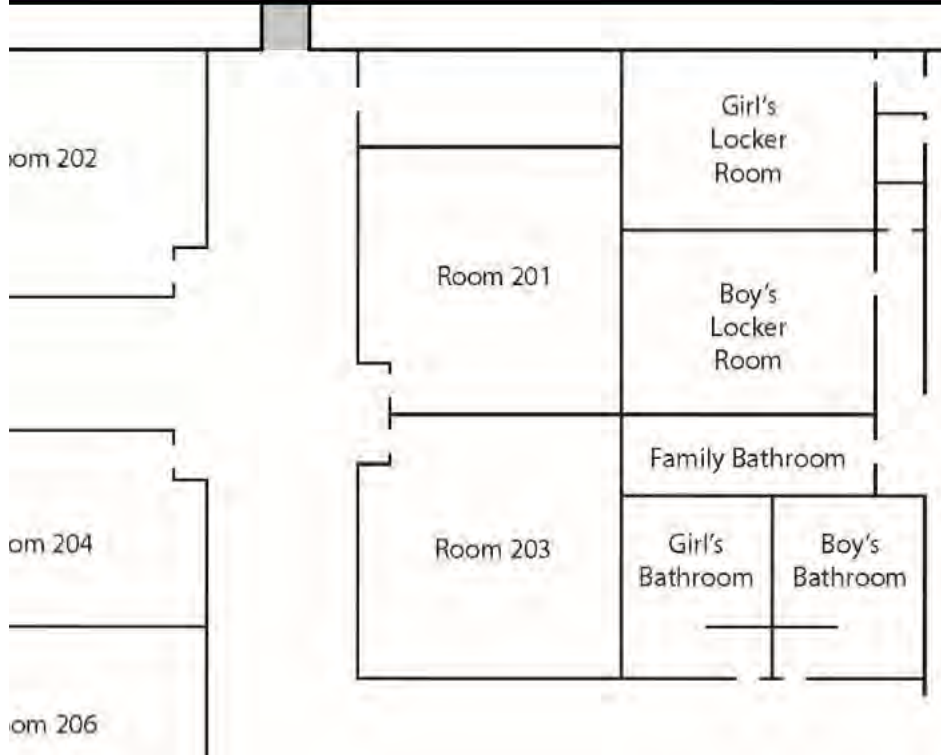 Girl's
Locker
Room
om 202
Room 201
Boy's
Locker
Room
Family Bathroom
om 204
Room 203
Girl's
Bathroom
Boy's
Bathroom
om 206